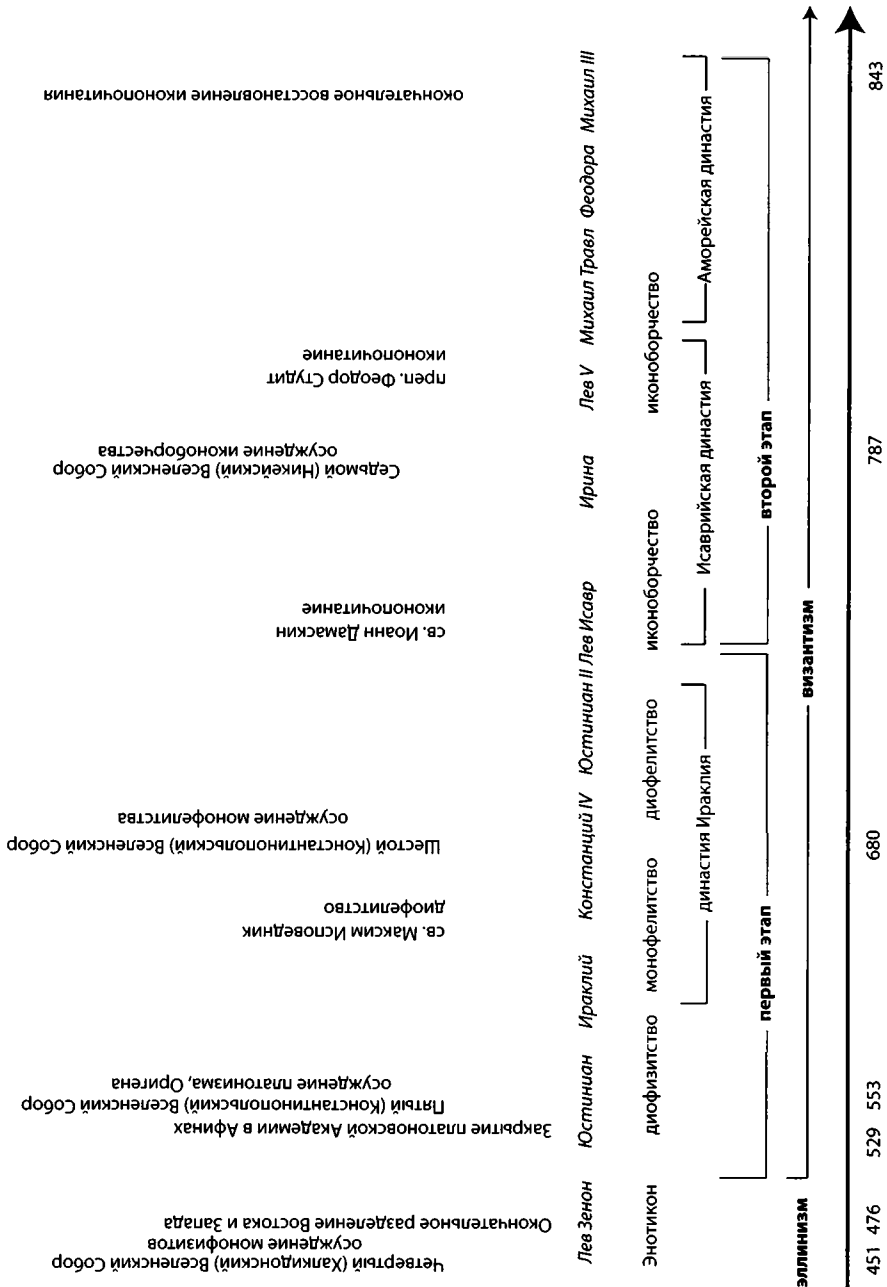 Четвертый (Халкидонский) Вселенский Собор
осуждение монофизитов
Окончательное разделение Востока и Запада
Закрытие платоновской Академии в Афинах
Пятый (Константинопольский) Вселенский Собор
осуждение платонизма, Оригена
св. Максим Исповедник
диофелитство
Шестой (Константинопольский) Вселенский Собор
осуждение монофелитства
св. Иоанн Дамаскин
иконопочитание
Седьмой (Никейский) Вселенский Собор
осуждение иконоборчества
преп. Феодор Студит
иконопочитание
окончательное восстановление иконопочитания
Лев Зенон Юстиниан Ираклий Констанций IV Юстиниан II Лев Исавр Ирина Лев V Михаил Травл Феодора Михаил III
Энотикон диофизитство монофелитство диофелитство иконоборчество иконоборчество
династия Ираклия Исаврийская династия Аморейская династия
первый этап второй этап
эллинизм византизм
451 476 529 553 680 787 843